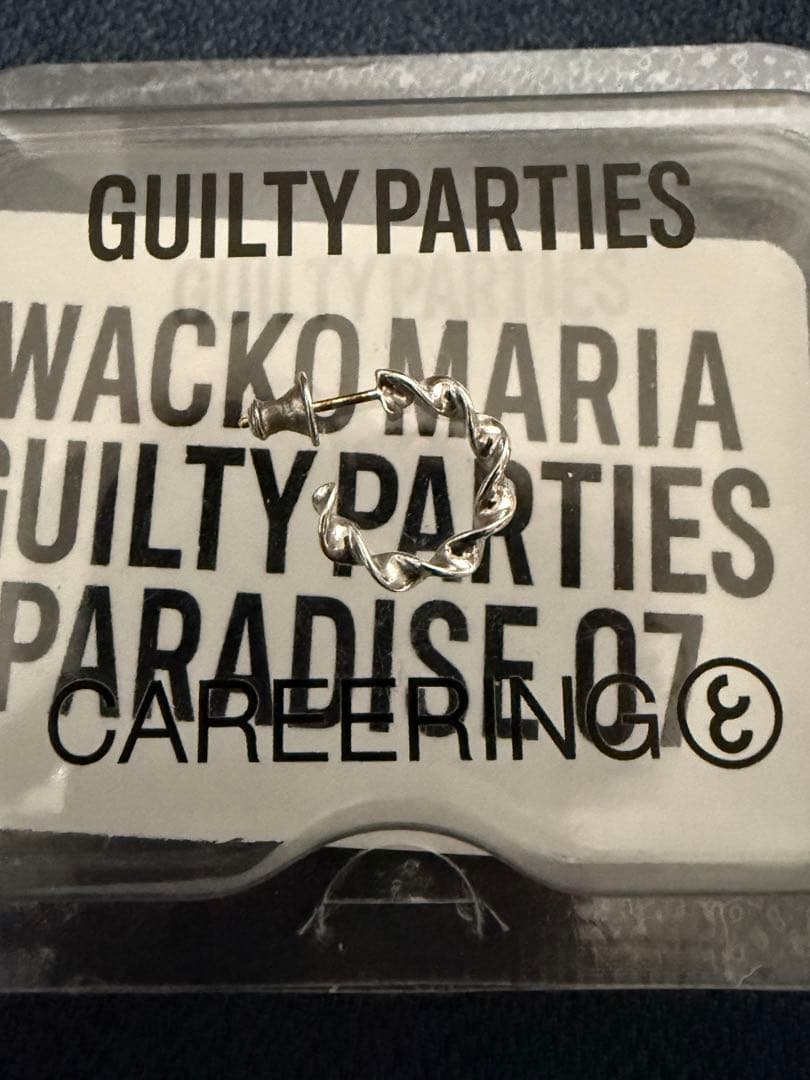 GUILTY PARTIES
GUILTY PARTIES
WACKO MARIA
GUILTY PARTIES
PARADISE 07
CAREERING